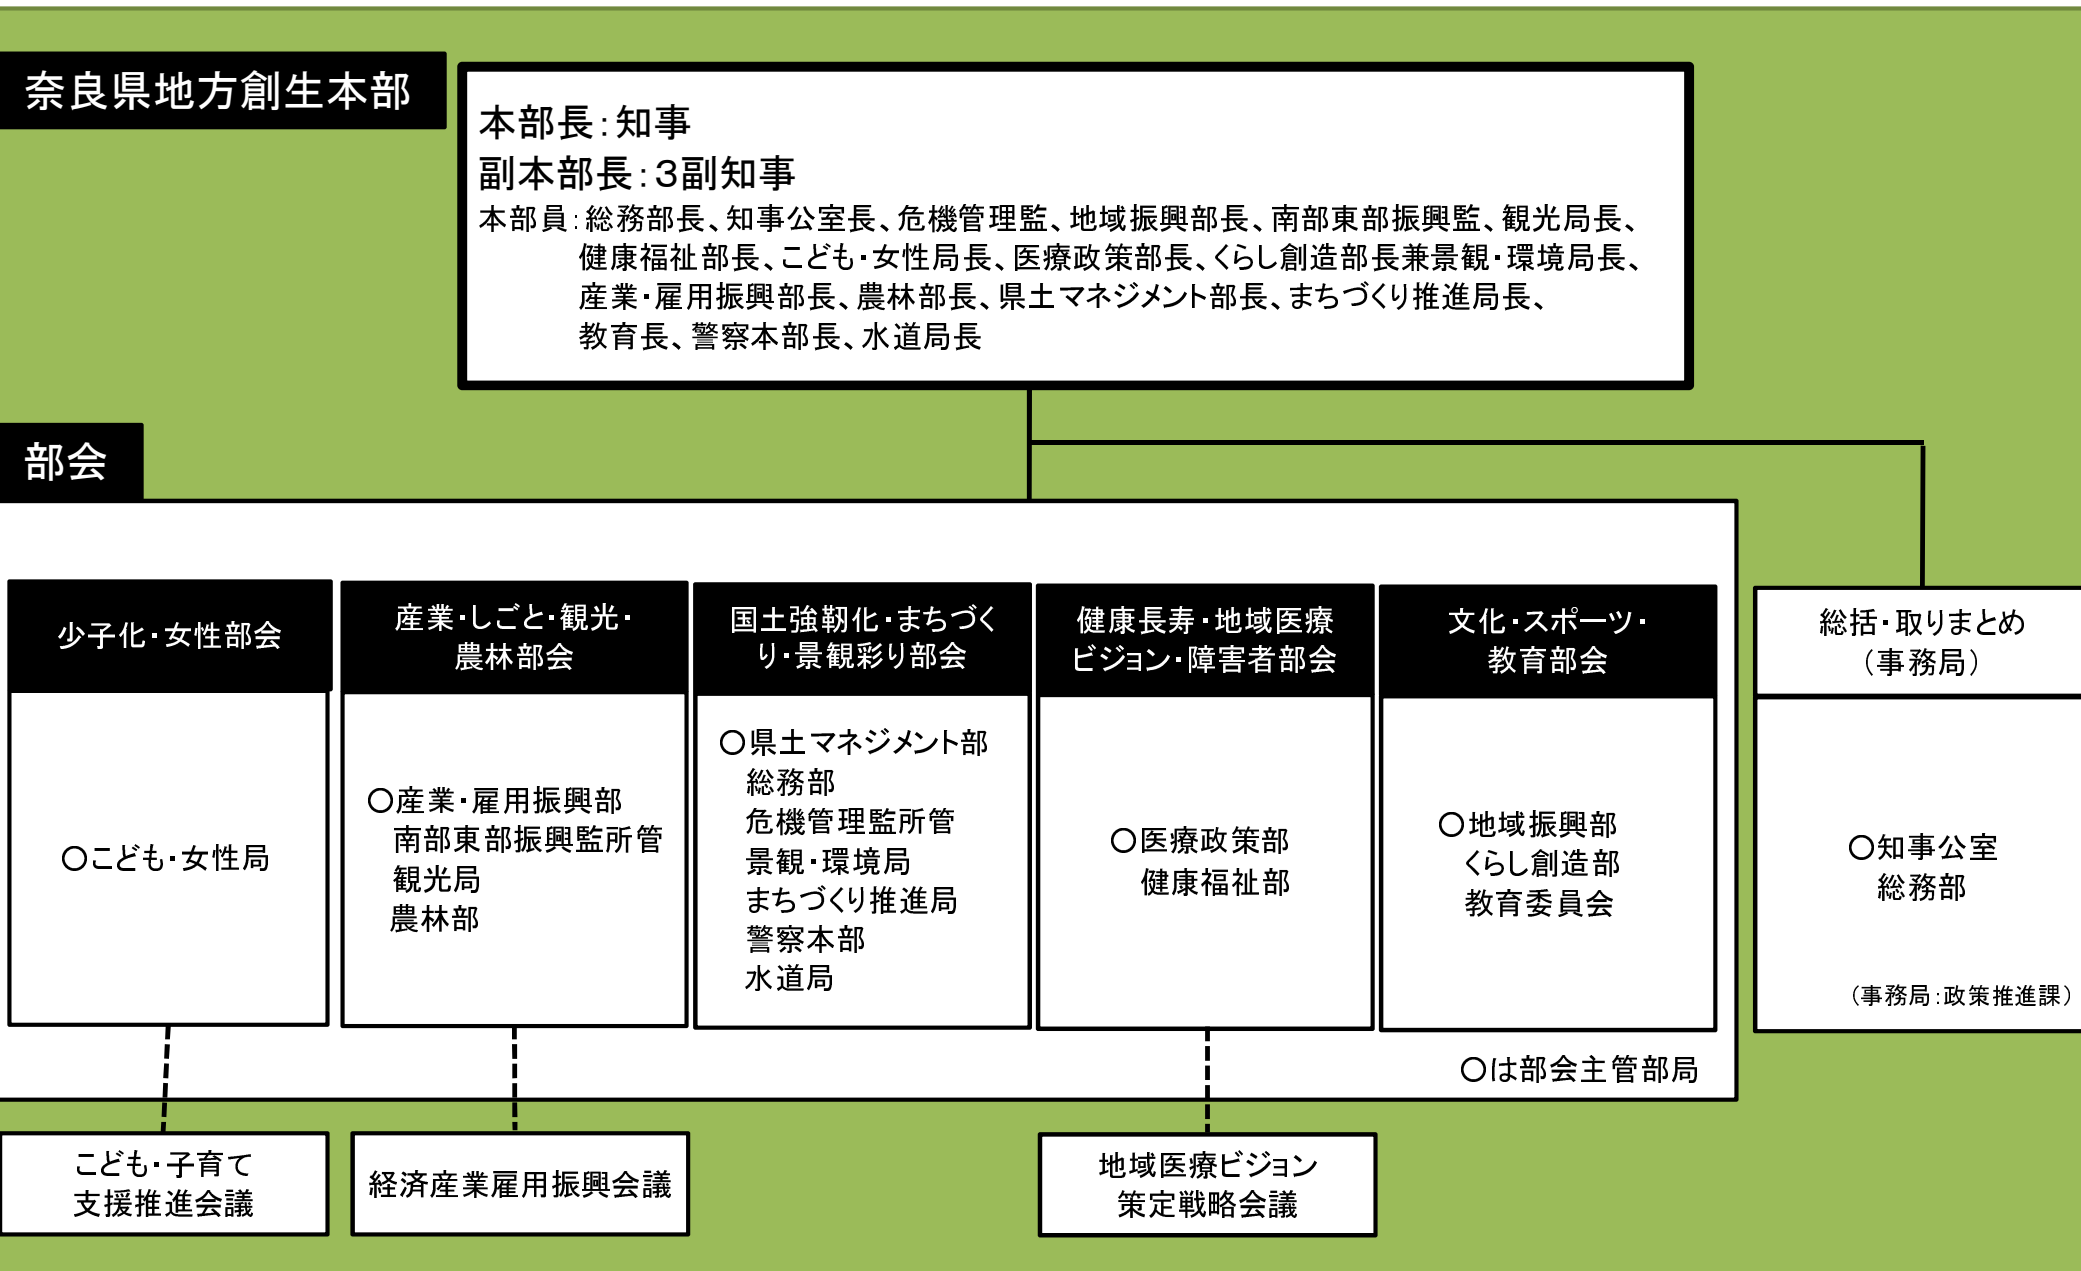 奈良県地方創生本部
本部長：知事
副本部長：３副知事
本部員：総務部長、知事公室長、危機管理監、地域振興部長、南部東部振興監、観光局長、
健康福祉部長、こども・女性局長、医療政策部長、くらし創造部長兼景観・環境局長、
産業・雇用振興部長、農林部長、県土マネジメント部長、まちづくり推進局長、
教育長、警察本部長、水道局長
部会
少子化・女性部会
○こども・女性局
産業・しごと・観光・
農林部会
○産業・雇用振興部
南部東部振興監所管
観光局
農林部
国土強靭化・まちづく
り・景観彩り部会
○県土マネジメント部
総務部
危機管理監所管
景観・環境局
まちづくり推進局
警察本部
水道局
健康長寿・地域医療
ビジョン・障害者部会
○医療政策部
健康福祉部
文化・スポーツ・
教育部会
○地域振興部
くらし創造部
教育委員会
総括・取りまとめ
（事務局）
○知事公室
総務部
（事務局：政策推進課）
○は部会主管部局
こども・子育て
支援推進会議
経済産業雇用振興会議
地域医療ビジョン
策定戦略会議